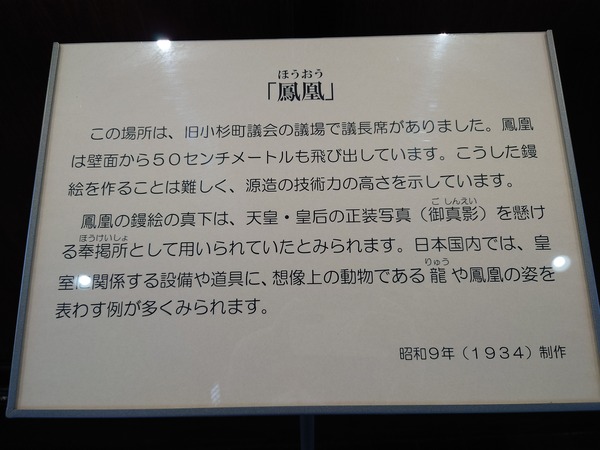 ほうおう
「鳳凰」
この場所は、旧小杉町議会の議場で議長席がありました。鳳凰
は壁面から５０センチメートルも飛び出しています。こうした鏝
絵を作ることは難しく、源造の技術力の高さを示しています。
ごしんえい
鳳凰の鏝絵の真下は、天皇・皇后の正装写真（御真影）を懸け
ほうけいしょ
る奉掲所として用いられていたとみられます。日本国内では、皇
りゅう
室に関係する設備や道具に、想像上の動物である龍や鳳凰の姿を
表わす例が多くみられます。
昭和９年（１９３４）制作